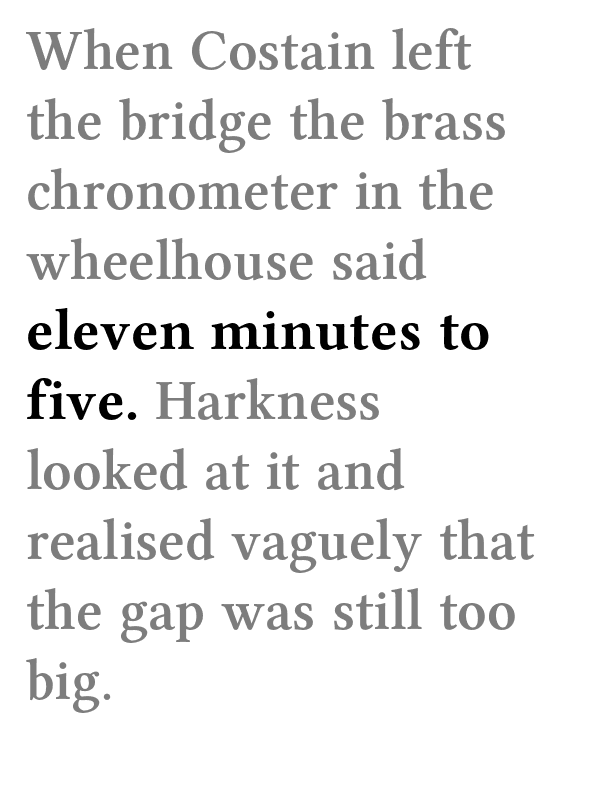 When Costain left
the bridge the brass
chronometer in the
wheelhouse said
eleven minutes to
five. Harkness
looked at it and
realised vaguely that
the gap was still too
big.